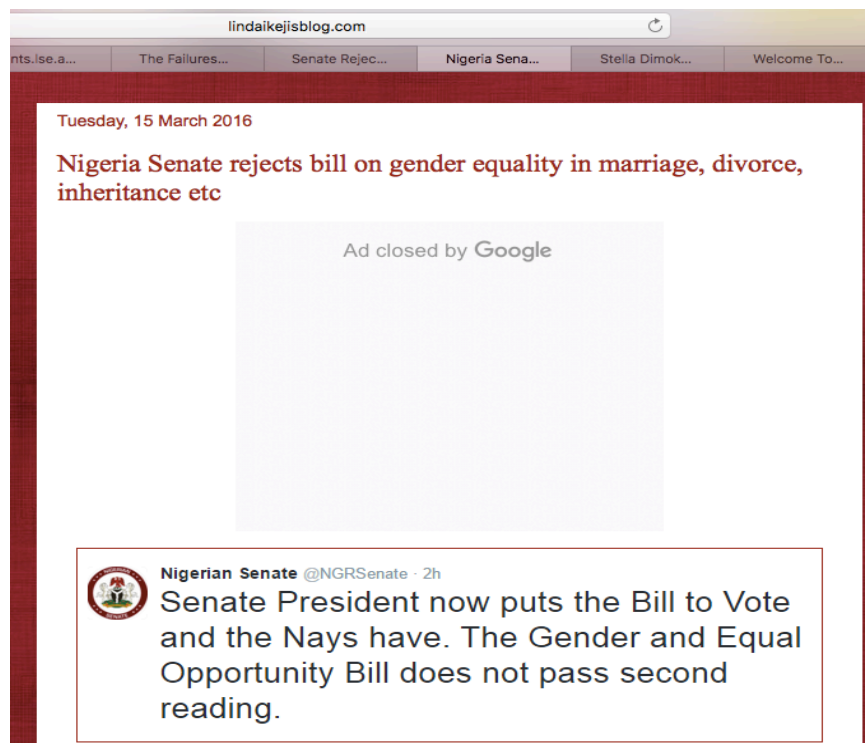 lindaikejisblog.com
nts.lse.a...
The Failures...
Senate Rejec...
Nigeria Sena...
Stella Dimok...
Welcome To...
Tuesday, 15 March 2016
Nigeria Senate rejects bill on gender equality in marriage, divorce,
inheritance etc
Ad closed by Google
Nigerian Senate @NGRSenate · 2h
Senate President now puts the Bill to Vote
and the Nays have. The Gender and Equal
Opportunity Bill does not pass second
reading.